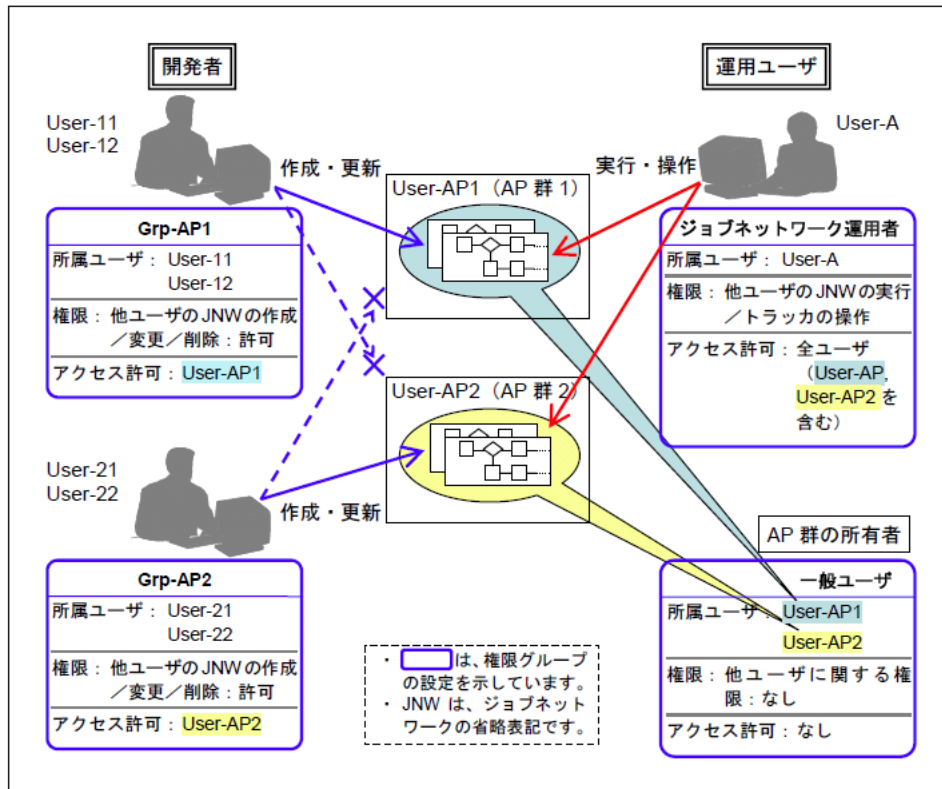 開発者
運用ユーザ
User-11
User-12
User-A
作成・更新
実行・操作
User-AP1（AP 群 1）
Grp-AP1
所属ユーザ： User-11
User-12
権限：他ユーザのJNWの作成
／変更／削除：許可
アクセス許可：User-AP1
ジョブネットワーク運用者
所属ユーザ： User-A
権限：他ユーザのJNWの実行
／トラッカの操作
アクセス許可：全ユーザ
（User-AP,
User-AP2を
含む）
User-AP2（AP 群 2）
User-21
User-22
作成・更新
AP 群の所有者
Grp-AP2
所属ユーザ： User-21
User-22
権限：他ユーザのJNWの作成
／変更／削除：許可
アクセス許可：User-AP2
一般ユーザ
所属ユーザ： User-AP1
User-AP2
権限：他ユーザに関する権
限：なし
アクセス許可：なし
・ は、権限グループ
の設定を示しています。
・ JNW は、ジョブネット
ワークの省略表記です。